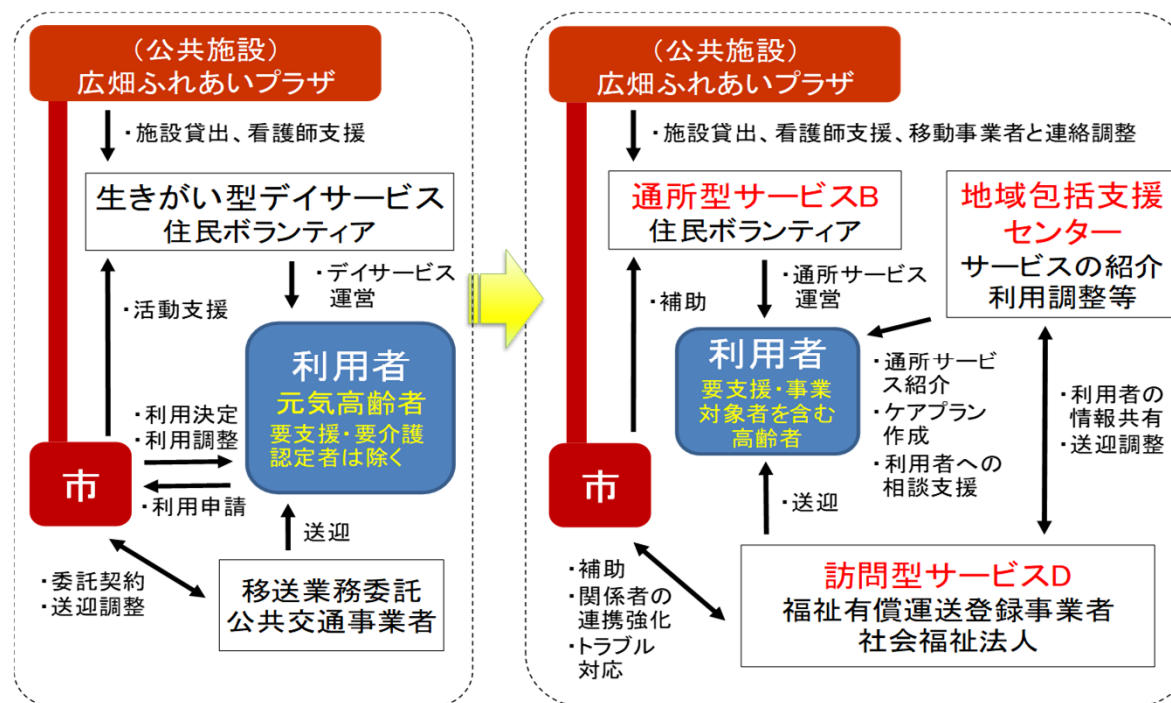 (公共施設)
広畑ふれあいプラザ
・施設貸出、看護師支援
生きがい型デイサービス
住民ボランティア
・デイサービス
運営
・活動支援
利用者
元気高齢者
要支援・要介護
認定者は除く
・利用決定
・利用調整
市
・利用申請
送迎
・委託契約
・送迎調整
移送業務委託
公共交通事業者
(公共施設)
広畑ふれあいプラザ
・施設貸出、看護師支援、移動事業者と連絡調整
通所型サービスB
住民ボランティア
地域包括支援
センター
サービスの紹介
利用調整等
・補助
・通所サービス
運営
利用者
要支援・事業
対象者を含む
高齢者
・通所サービ
ス紹介
・ケアプラン
作成
・利用者への
相談支援
・利用者の
情報共有
・送迎調整
市
・送迎
・補助
・関係者の
連携強化
・トラブル
対応
訪問型サービスD
福祉有償運送登録事業者
社会福祉法人